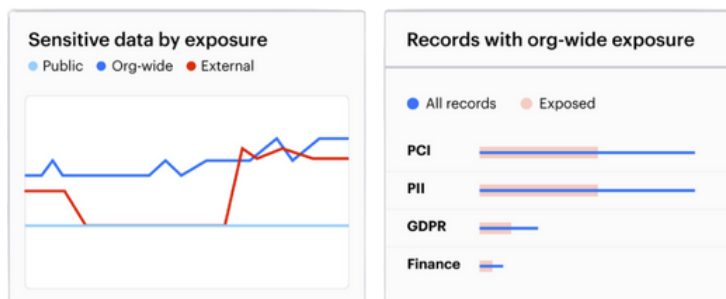 Sensitive data by exposure
Public Org-wide External
Records with org-wide exposure
All records Exposed
PCI
PII
GDPR
Finance